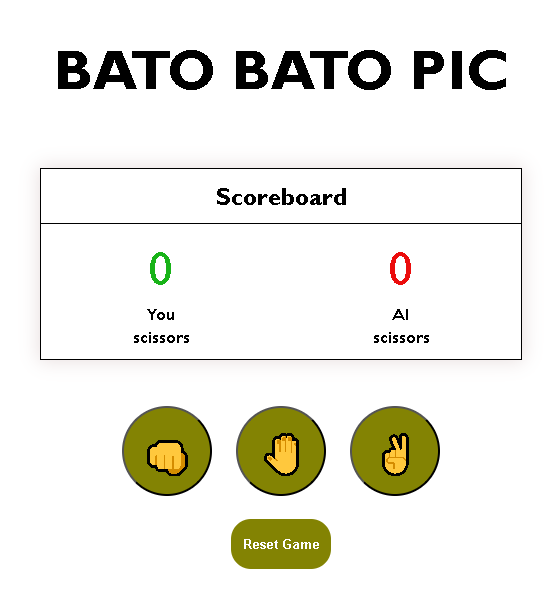 BATO BATO PIC
Scoreboard
0 0
You AI
scissors scissors
Reset Game